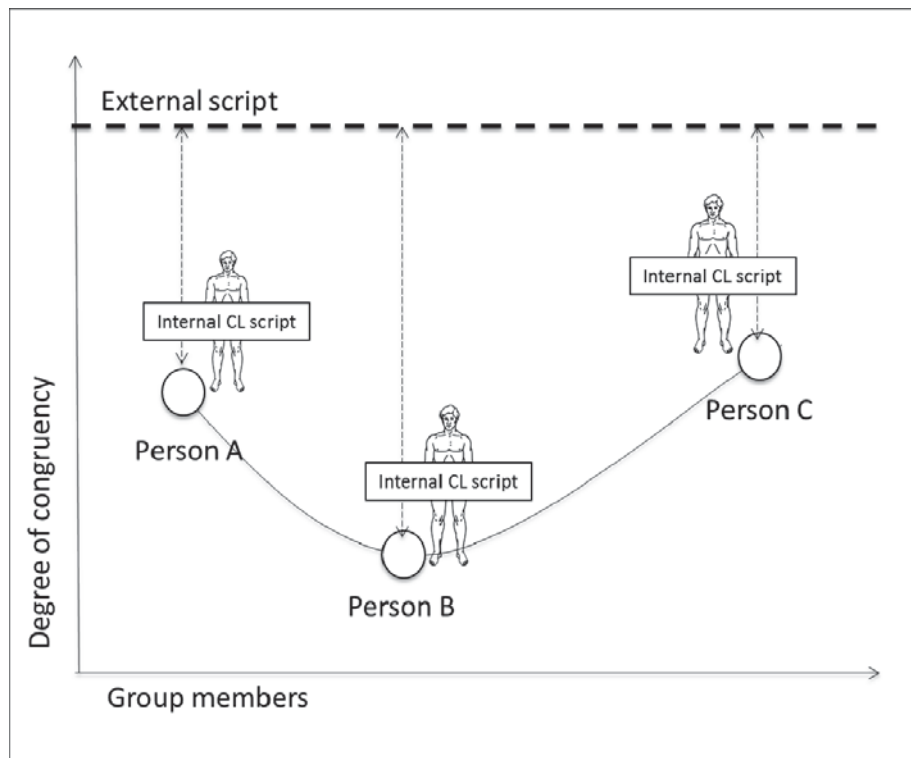 External script
Internal CL script
Internal CL script
Person C
Person A
Internal CL script
Person B
Degree of congruency
Group members